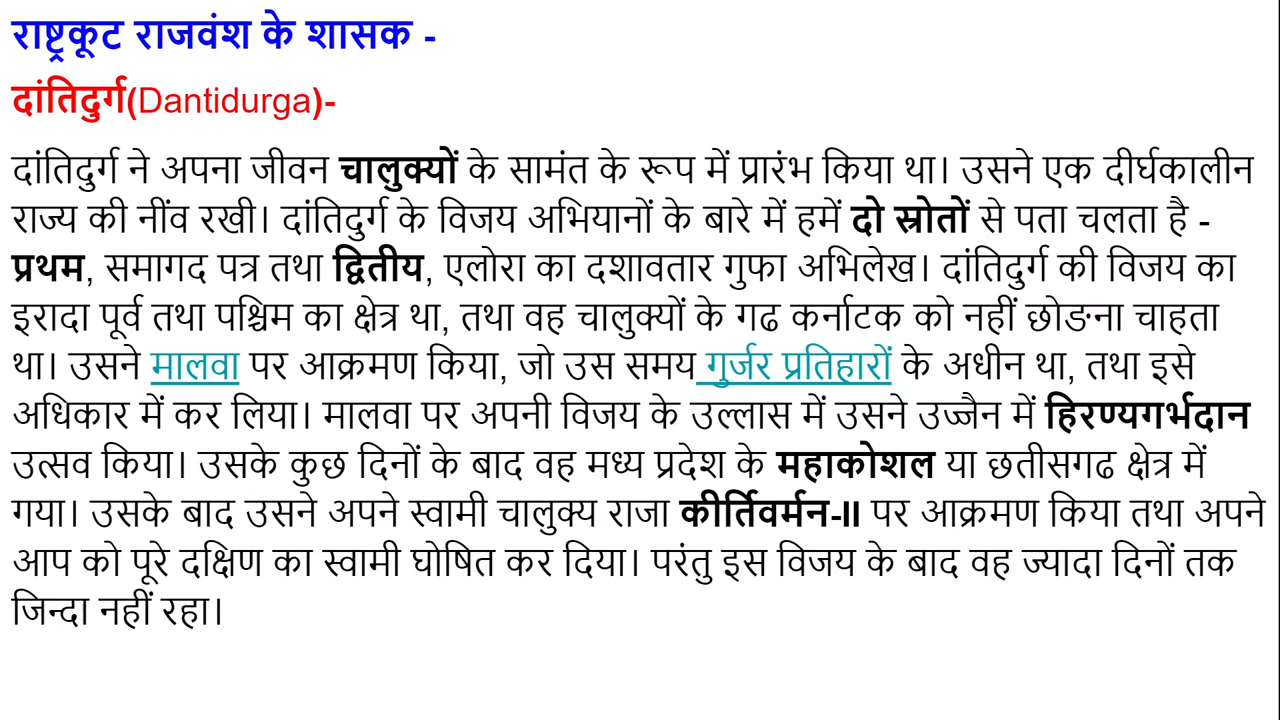 राष्ट्रकूट राजवंश के शासक -
दांतिदुर्ग(Dantidurga)-
दांतिदुर्ग ने अपना जीवन चालुक्यों के सामंत के रूप में प्रारंभ किया था। उसने एक दीर्घकालीन
राज्य की नींव रखी। दांतिदुर्ग के विजय अभियानों के बारे में हमें दो स्रोतों से पता चलता है -
प्रथम, समागद पत्र तथा द्वितीय, एलोरा का दशावतार गुफा अभिलेख। दांतिदुर्ग की विजय का
इरादा पूर्व तथा पश्चिम का क्षेत्र था, तथा वह चालुक्यों के गढ कर्नाटक को नहीं छोङना चाहता
था। उसने मालवा पर आक्रमण किया, जो उस समय गुर्जर प्रतिहारों के अधीन था, तथा इसे
अधिकार में कर लिया। मालवा पर अपनी विजय के उल्लास में उसने उज्जैन में हिरण्यगर्भदान
उत्सव किया। उसके कुछ दिनों के बाद वह मध्य प्रदेश के महाकोशल या छतीसगढ क्षेत्र में
गया। उसके बाद उसने अपने स्वामी चालुक्य राजा कीर्तिवर्मन-II पर आक्रमण किया तथा अपने
आप को पूरे दक्षिण का स्वामी घोषित कर दिया। परंतु इस विजय के बाद वह ज्यादा दिनों तक
जिन्दा नहीं रहा।